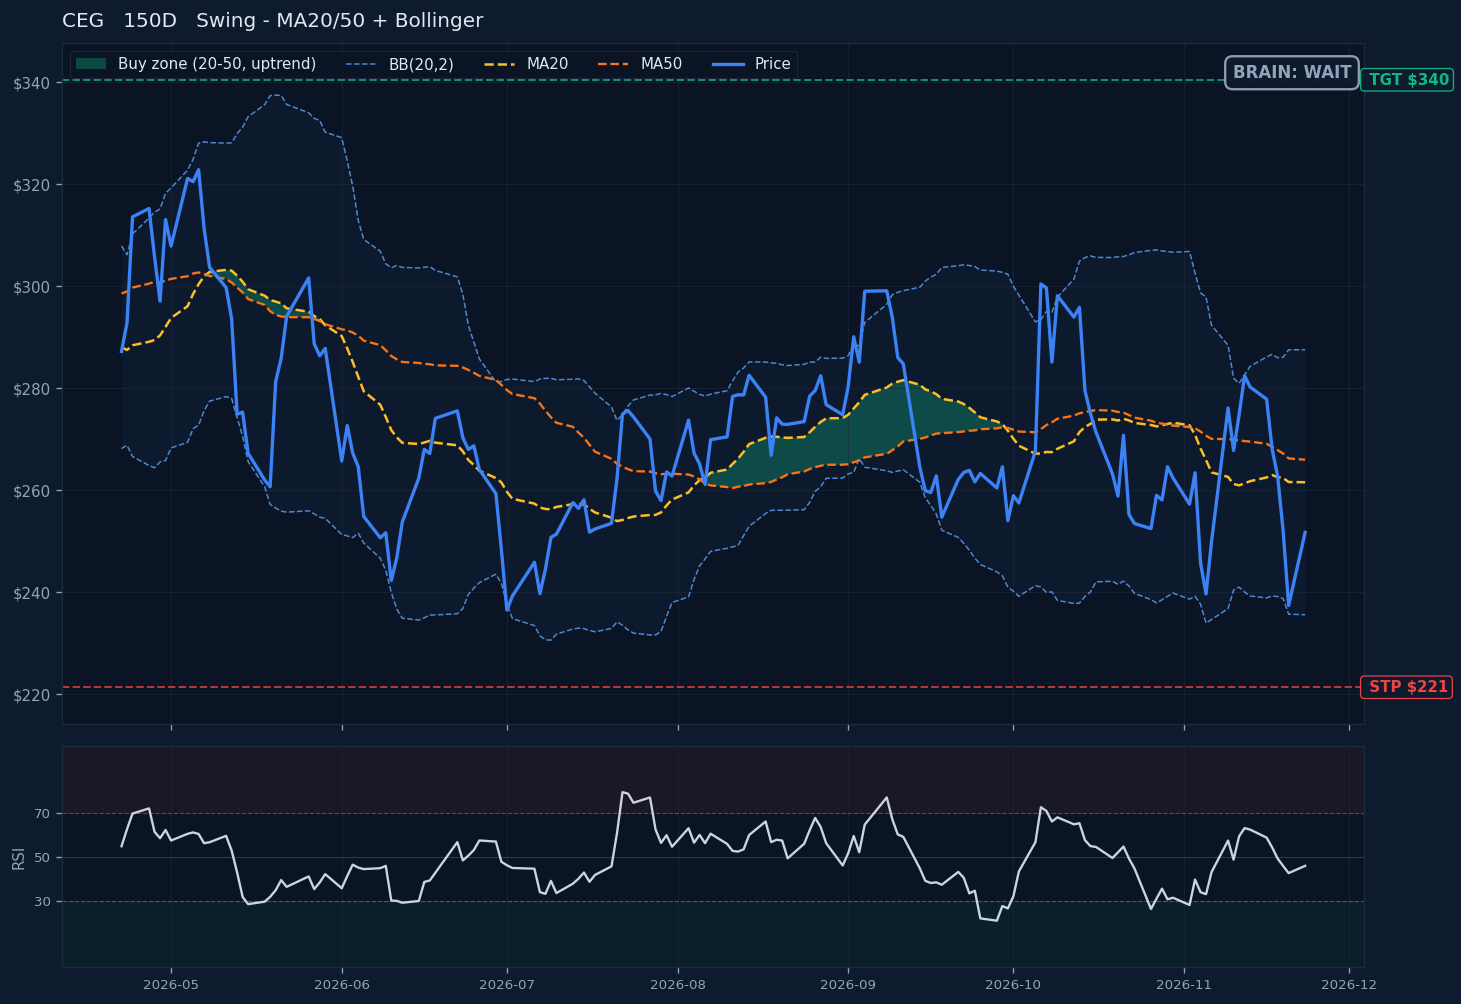 CEG   150D   Swing - MA20/50 + Bollinger
Buy zone (20-50, uptrend)   BB(20,2)   MA20   MA50   Price
BRAIN: WAIT
TGT $340
$340
$320
$300
$280
$260
$240
$220
STP $221
RSI
70
50
30
2026-05   2026-06   2026-07   2026-08   2026-09   2026-10   2026-11   2026-12